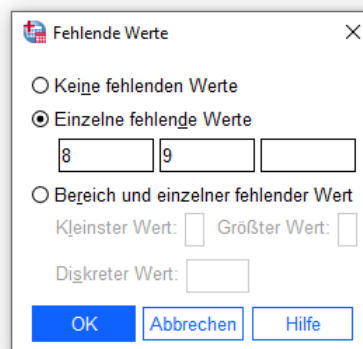 Fehlende Werte
Keine fehlenden Werte
Einzelne fehlende Werte
8 9
Bereich und einzelner fehlender Wert
Kleinster Wert: Größter Wert:
Diskreter Wert:
OK Abbrechen Hilfe